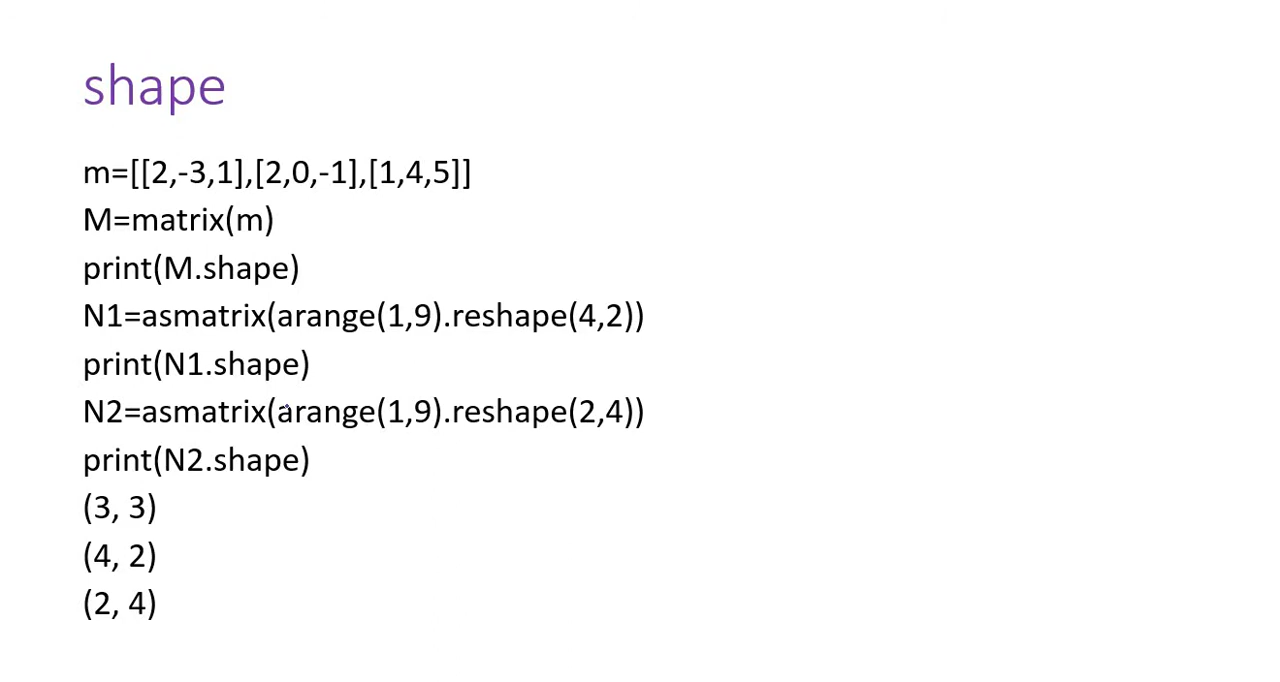 shape
m=[[2,-3,1],[2,0,-1],[1,4,5]]
M=matrix(m)
print(M.shape)
N1=asmatrix(arange(1,9).reshape(4,2))
print(N1.shape)
N2=asmatrix(arange(1,9).reshape(2,4))
print(N2.shape)
(3, 3)
(4, 2)
(2, 4)